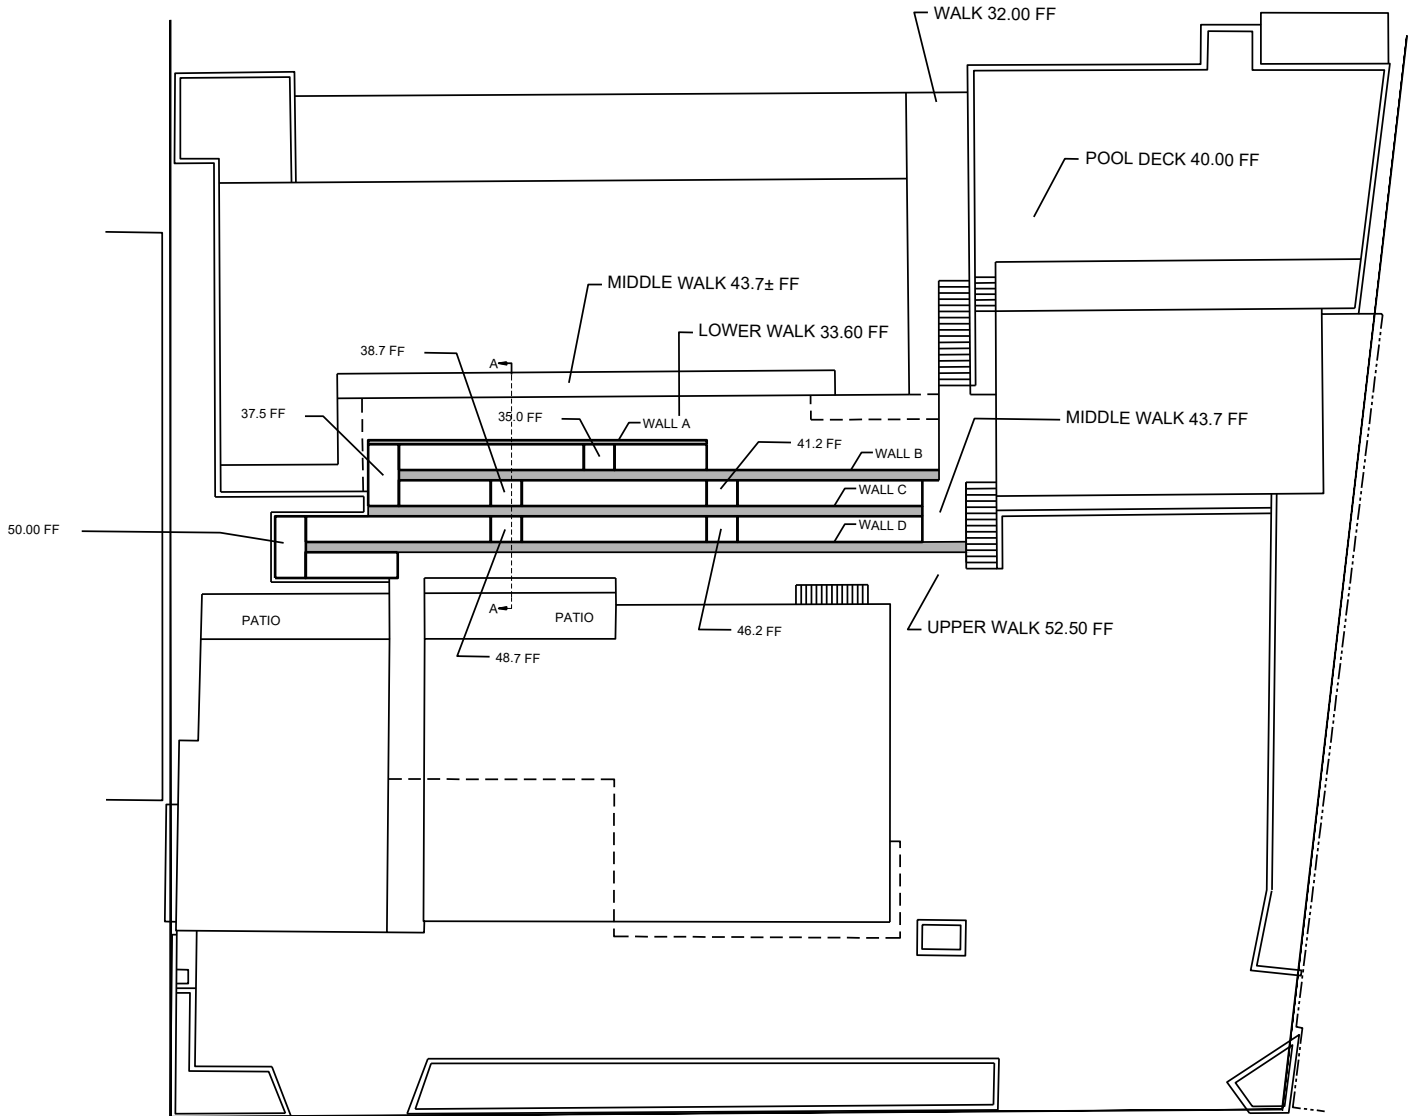 WALK 32.00 FF
POOL DECK 40.00 FF
MIDDLE WALK 43.7± FF
LOWER WALK 33.60 FF
38.7 FF
A
37.5 FF
35.0 FF
WALL A
MIDDLE WALK 43.7 FF
41.2 FF
WALL B
WALL C
50.00 FF
WALL D
A
PATIO
PATIO
46.2 FF
UPPER WALK 52.50 FF
48.7 FF